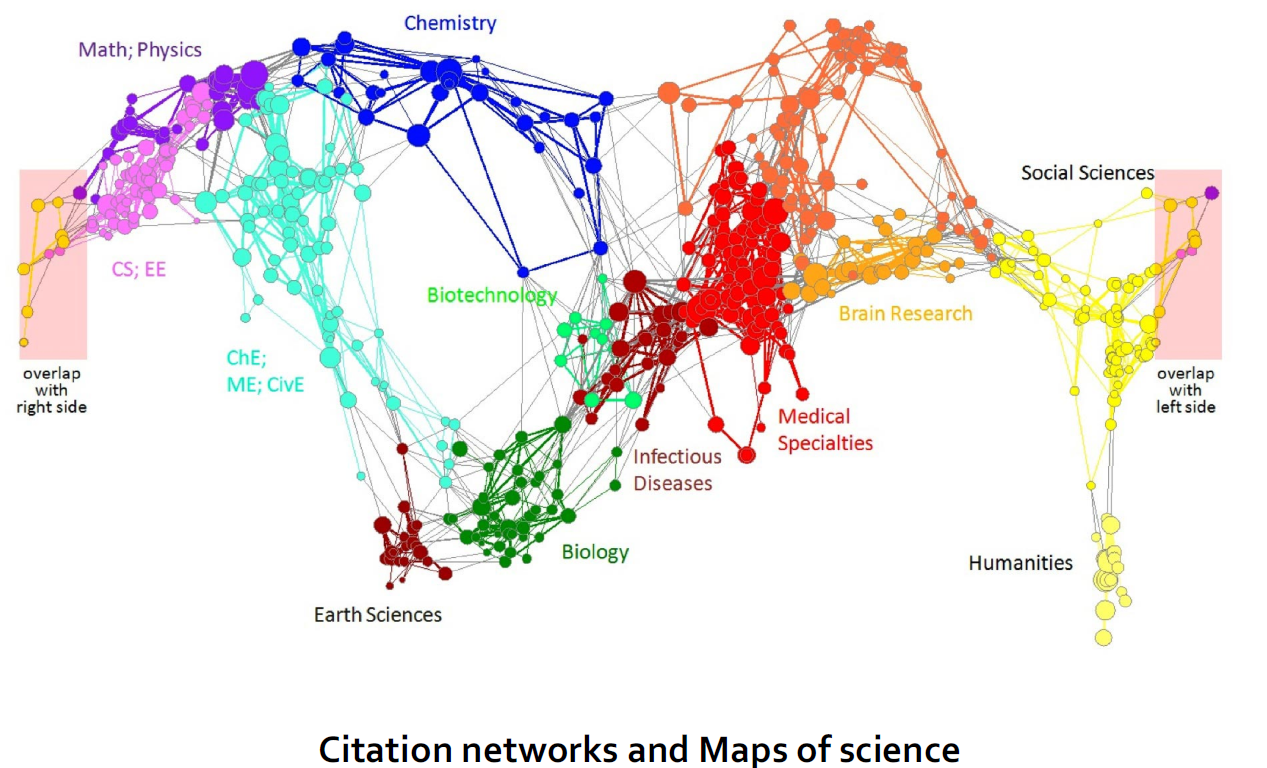 Chemistry
Math; Physics
Social Sciences
CS; EE
Biotechnology
Brain Research
ChE;
ME; CivE
overlap
with
right side
overlap
with
left side
Medical
Specialties
Infectious
Diseases
Biology
Humanities
Earth Sciences
Citation networks and Maps of science